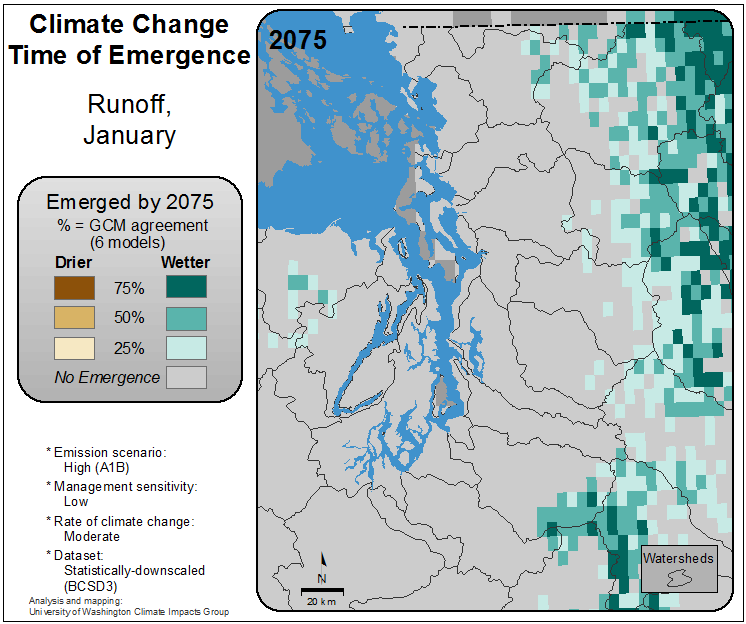 Climate Change
Time of Emergence
Runoff,
January
Emerged by 2075
% = GCM agreement
(6 models)
Drier Wetter
75%
50%
25%
No Emergence
* Emission scenario:
High (A1B)
* Management sensitivity:
Low
* Rate of climate change:
Moderate
* Dataset:
Statistically-downscaled
(BCSD3)
Analysis and mapping:
University of Washington Climate Impacts Group
2075
N
20 km
Watersheds